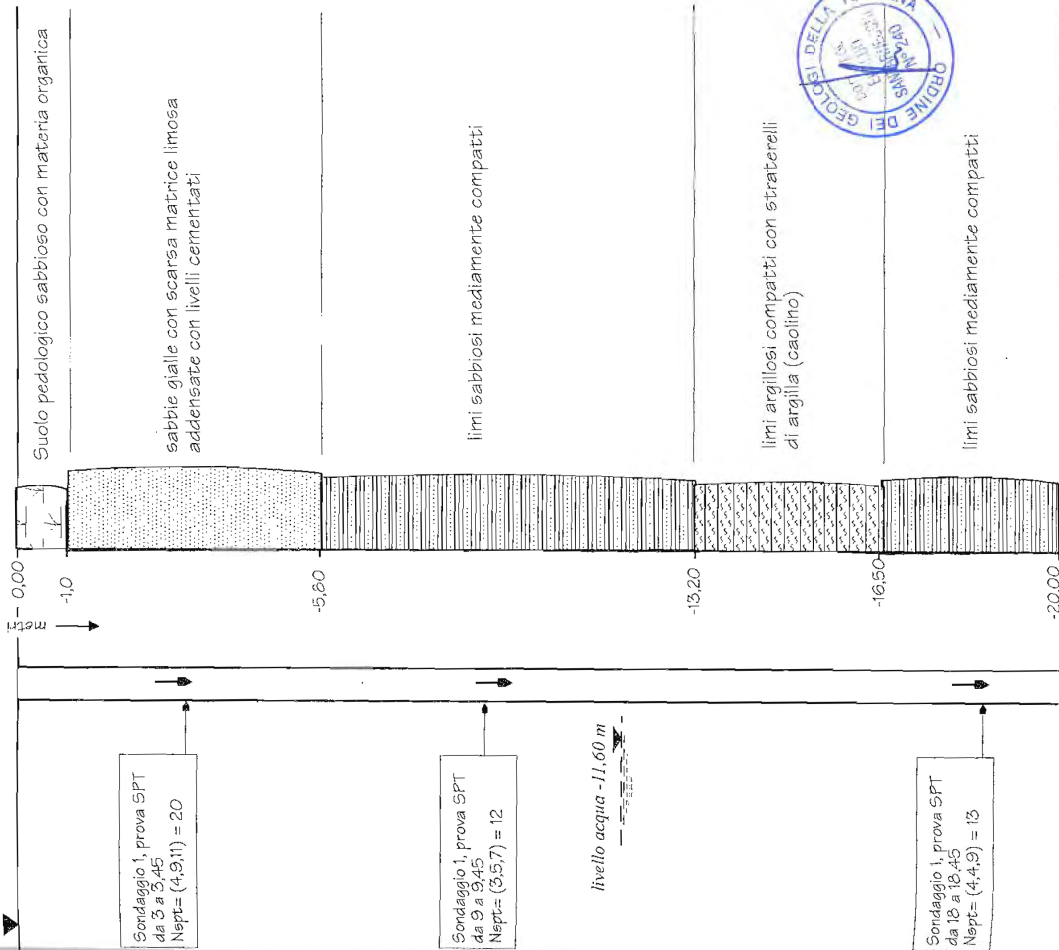 metri
0,00
-1,0
-5,80
-13,20
-16,50
-20,00
Suolo pedologico sabbioso con materia organica
sabbie gialle con scarsa matrice limosa
addensate con livelli cementati
limi sabbiosi mediamente compatti
limi argillosi compatti con straterelli
di argilla (caolino)
limi sabbiosi mediamente compatti
Sondaggio 1, prova SPT
da 3 a 3,45
Nspt= (4,9,11) = 20
Sondaggio 1, prova SPT
da 9 a 9,45
Nspt= (3,5,7) = 12
livello acqua -11,60 m
Sondaggio 1, prova SPT
da 18 a 18,45
Nspt= (4,4,9) = 13
ORDINE DEI GEOLOGI DELLA
N° 240